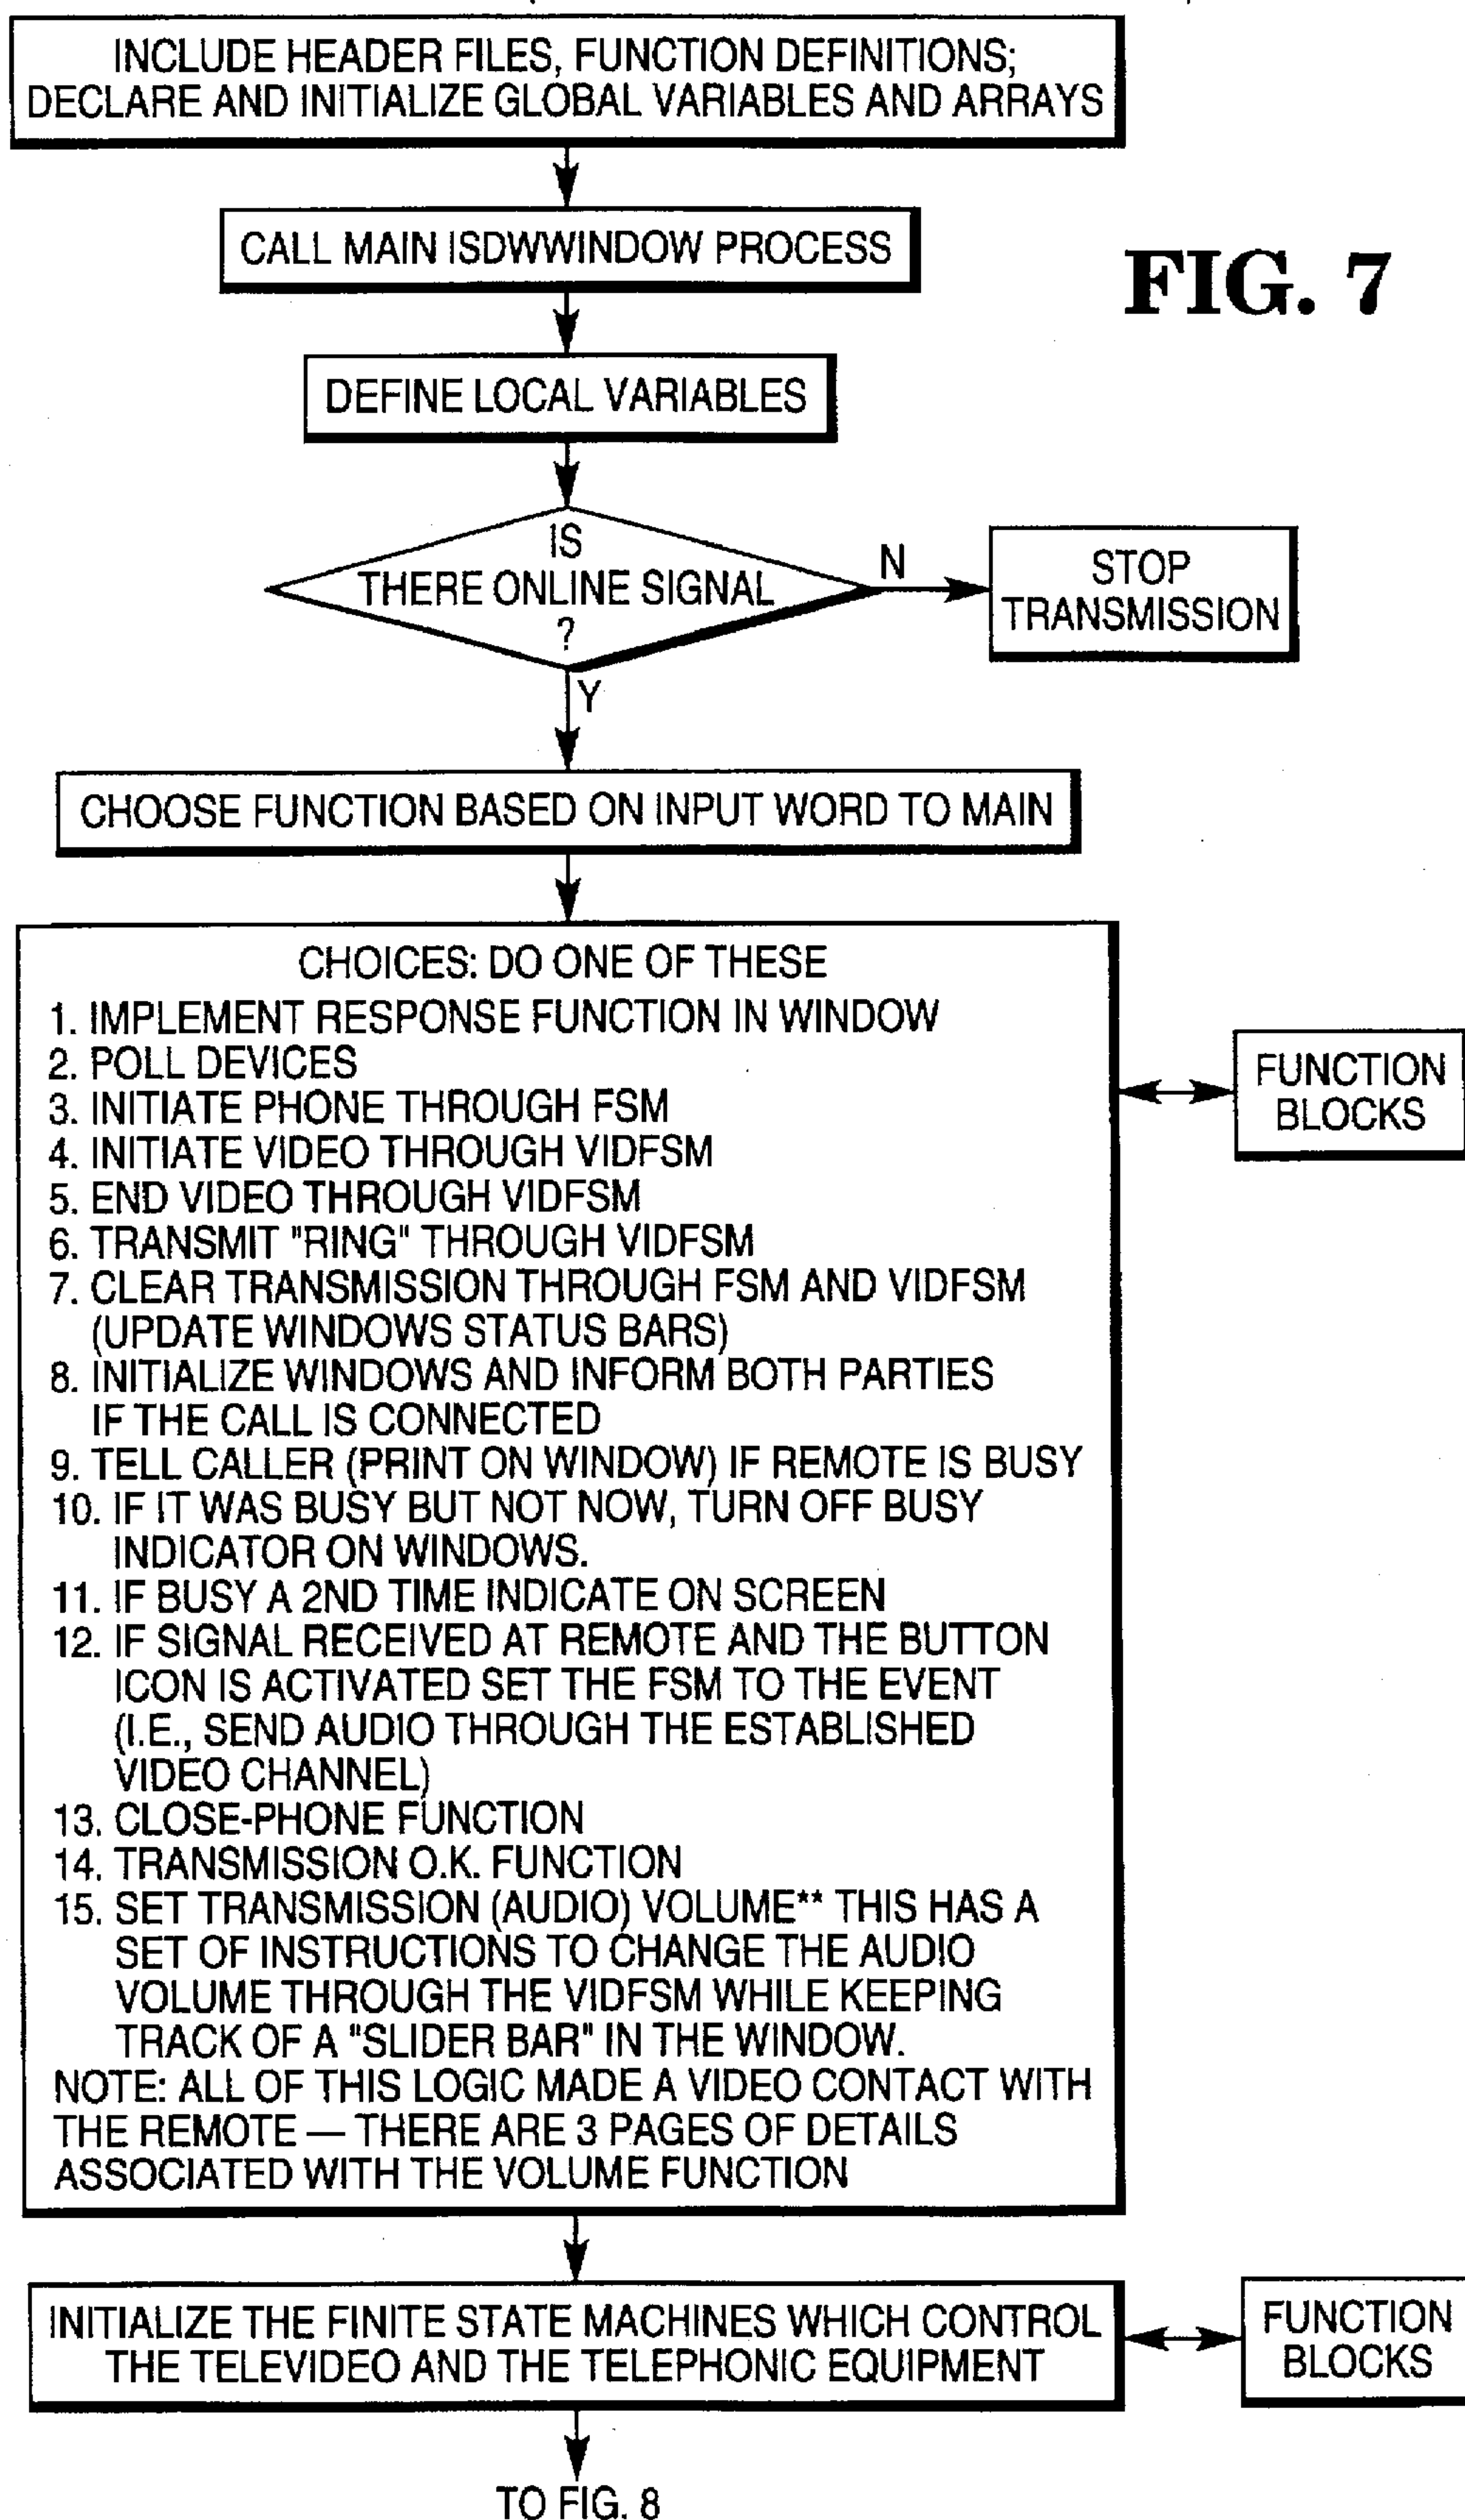 INCLUDE HEADER FILES, FUNCTION DEFINITIONS;
DECLARE AND INITIALIZE GLOBAL VARIABLES AND ARRAYS
CALL MAIN ISDWWINDOW PROCESS
FIG. 7
DEFINE LOCAL VARIABLES
IS
THERE ONLINE SIGNAL
?
N
STOP
TRANSMISSION
Y
CHOOSE FUNCTION BASED ON INPUT WORD TO MAIN
CHOICES: DO ONE OF THESE
1. IMPLEMENT RESPONSE FUNCTION IN WINDOW
2. POLL DEVICES
3. INITIATE PHONE THROUGH FSM
4. INITIATE VIDEO THROUGH VIDFSM
5. END VIDEO THROUGH VIDFSM
6. TRANSMIT "RING" THROUGH VIDFSM
7. CLEAR TRANSMISSION THROUGH FSM AND VIDFSM
(UPDATE WINDOWS STATUS BARS)
8. INITIALIZE WINDOWS AND INFORM BOTH PARTIES
IF THE CALL IS CONNECTED
9. TELL CALLER (PRINT ON WINDOW) IF REMOTE IS BUSY
10. IF IT WAS BUSY BUT NOT NOW, TURN OFF BUSY
INDICATOR ON WINDOWS.
11. IF BUSY A 2ND TIME INDICATE ON SCREEN
12. IF SIGNAL RECEIVED AT REMOTE AND THE BUTTON
ICON IS ACTIVATED SET THE FSM TO THE EVENT
(I.E., SEND AUDIO THROUGH THE ESTABLISHED
VIDEO CHANNEL)
13. CLOSE-PHONE FUNCTION
14. TRANSMISSION O.K. FUNCTION
15. SET TRANSMISSION (AUDIO) VOLUME** THIS HAS A
SET OF INSTRUCTIONS TO CHANGE THE AUDIO
VOLUME THROUGH THE VIDFSM WHILE KEEPING
TRACK OF A "SLIDER BAR" IN THE WINDOW.
NOTE: ALL OF THIS LOGIC MADE A VIDEO CONTACT WITH
THE REMOTE — THERE ARE 3 PAGES OF DETAILS
ASSOCIATED WITH THE VOLUME FUNCTION
FUNCTION
BLOCKS
INITIALIZE THE FINITE STATE MACHINES WHICH CONTROL
THE TELEVIDEO AND THE TELEPHONIC EQUIPMENT
FUNCTION
BLOCKS
TO FIG. 8